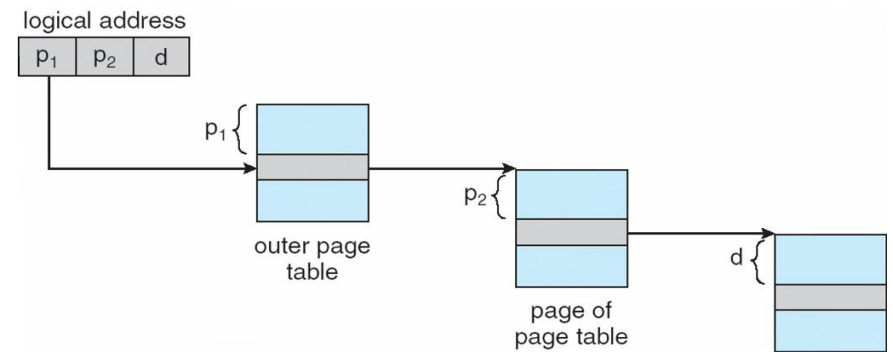 logical address
p₁ p₂ d
p₁
outer page
table
p₂
page of
page table
d